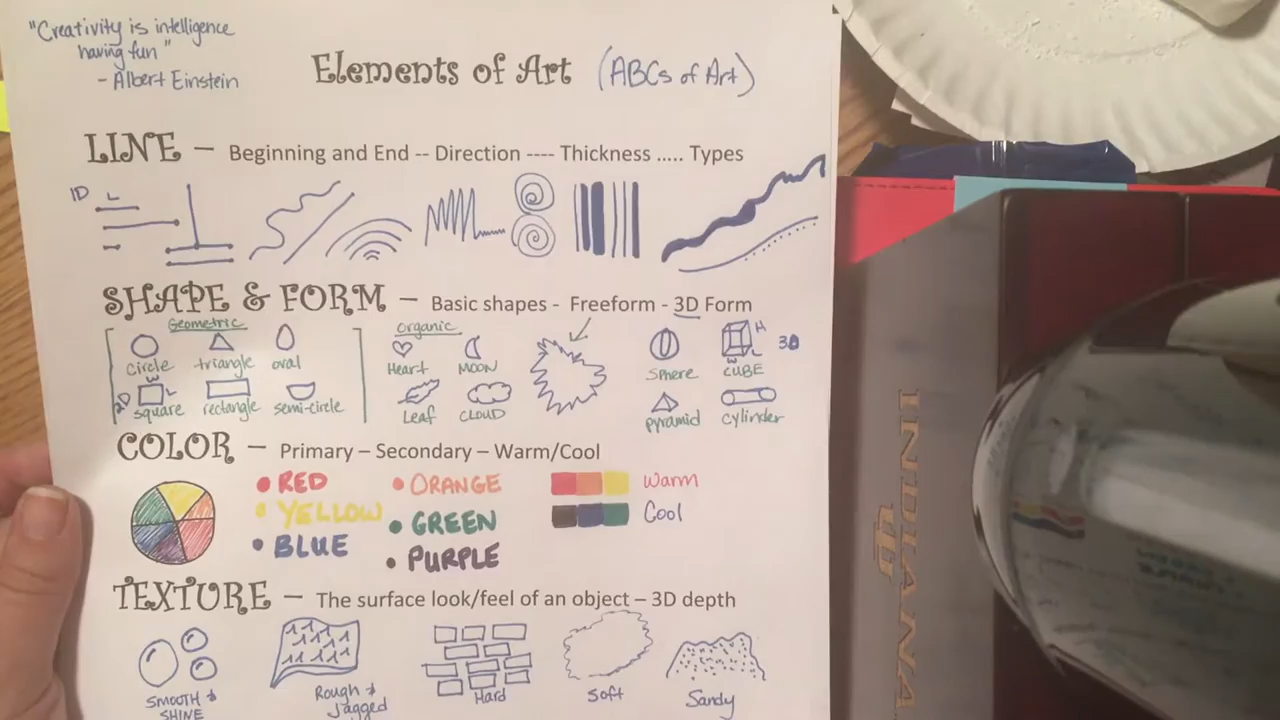 "Creativity is intelligence
having fun"
- Albert Einstein
Elements of Art (ABCs of Art)
LINE – Beginning and End -- Direction ---- Thickness ..... Types
1D L
SHAPE & FORM – Basic shapes - Freeform - 3D Form
Geometric
circle triangle oval
2D W L
square rectangle semi-circle
Organic
Heart MOON
Leaf CLOUD
H L W 3D
Sphere CUBE
pyramid cylinder
COLOR – Primary – Secondary – Warm/Cool
RED ORANGE Warm
YELLOW GREEN Cool
BLUE PURPLE
TEXTURE – The surface look/feel of an object – 3D depth
SMOOTH &
SHINE
Rough &
Jagged
Hard
Soft
Sandy
INDIANA